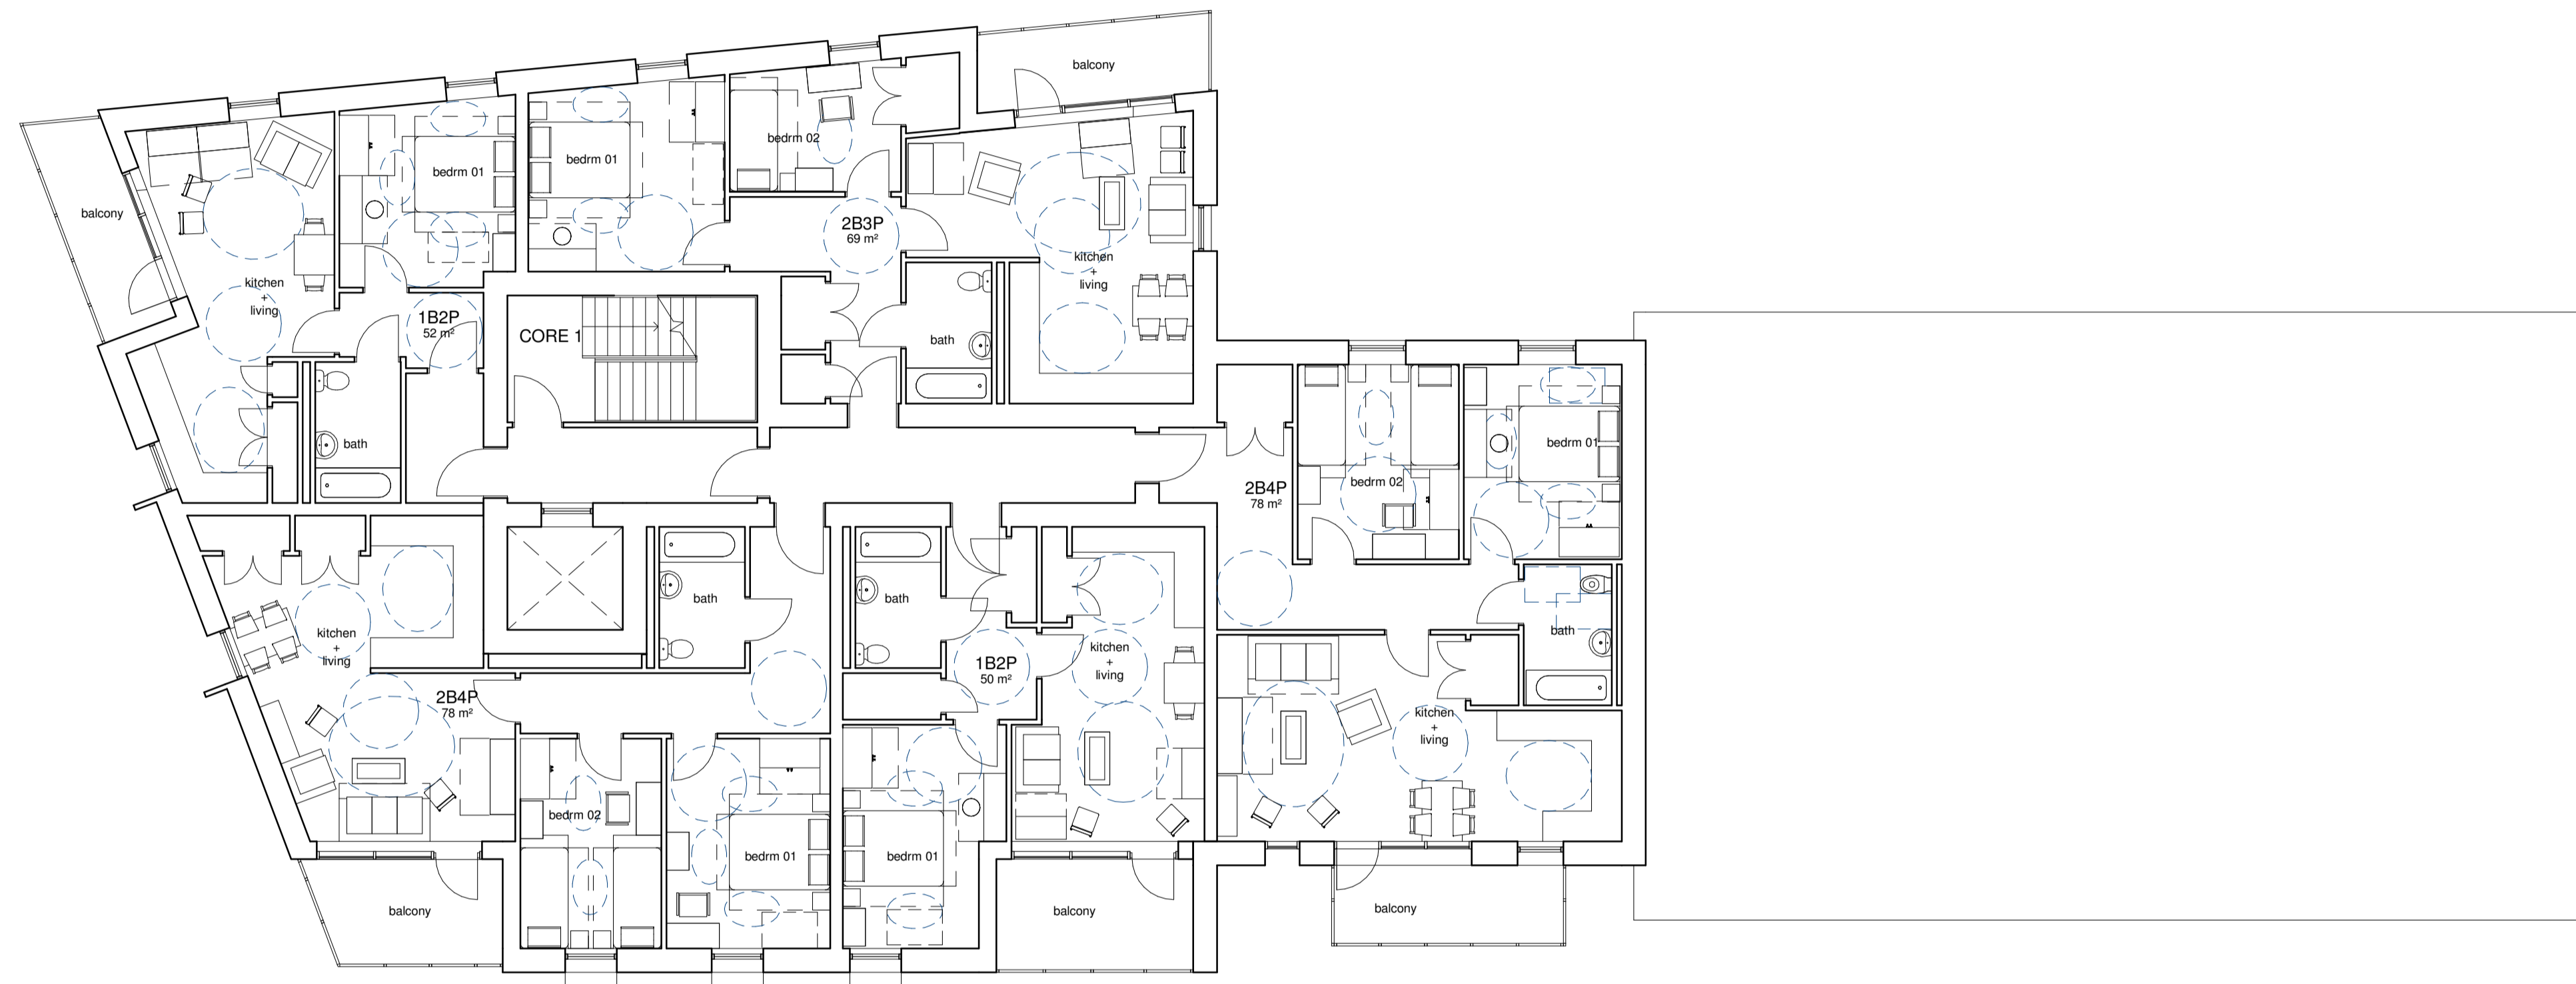 balcony
bedrm 02
bedrm 01
bedrm 01
balcony
2B3P
69 m²
kitchen
+
living
kitchen
+
living
1B2P
52 m²
CORE 1
bath
bath
bedrm 01
bedrm 02
2B4P
78 m²
bath
bath
bath
kitchen
+
living
kitchen
+
living
1B2P
50 m²
2B4P
78 m²
kitchen
+
living
bedrm 02
bedrm 01
bedrm 01
balcony
balcony
balcony